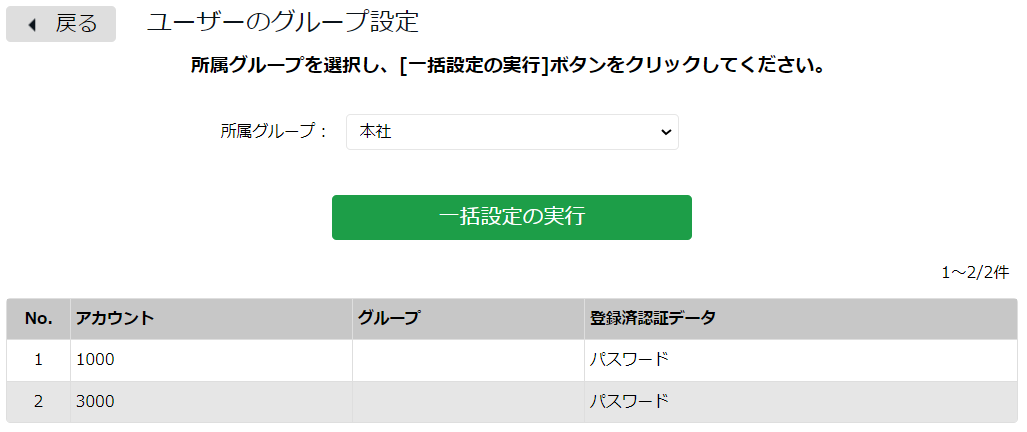 戻る ユーザーのグループ設定
所属グループを選択し、[一括設定の実行]ボタンをクリックしてください。
所属グループ： 本社
一括設定の実行
1～2/2件
No. アカウント グループ 登録済認証データ
1 1000 パスワード
2 3000 パスワード